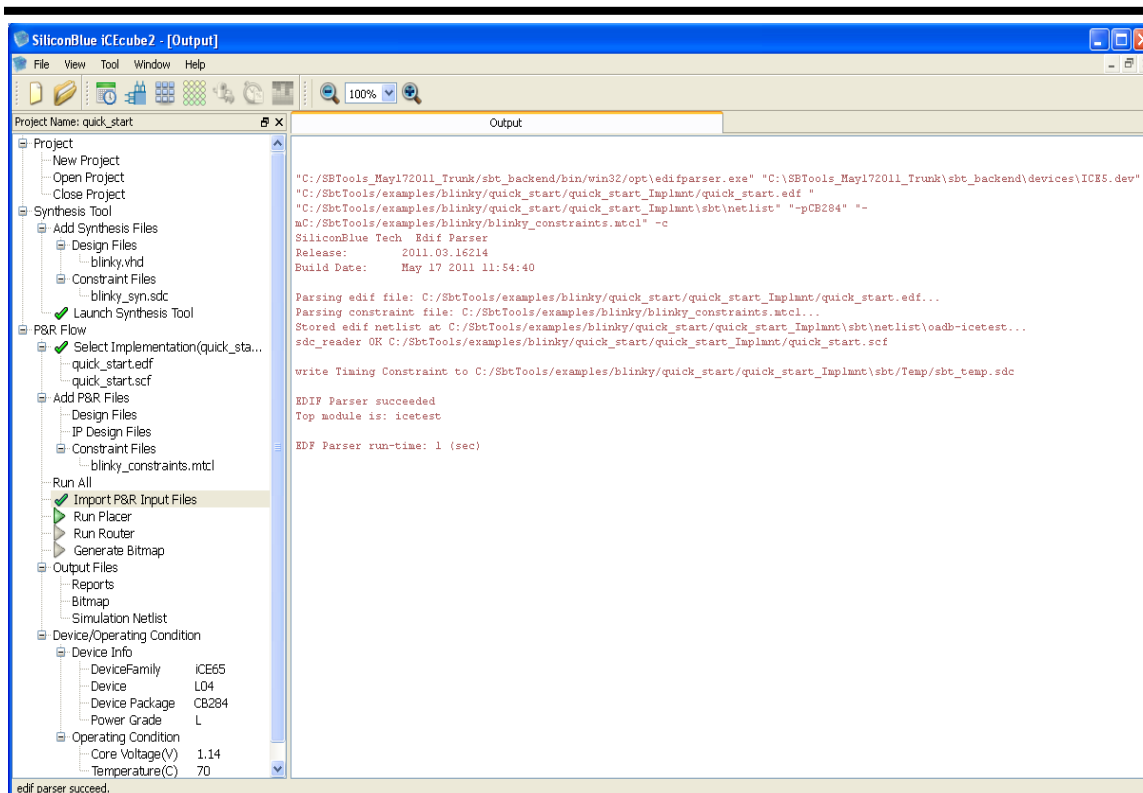 SiliconBlue iCEcube2 - [Output]
File View Tool Window Help
100%
Project Name: quick_start
Output
Project
New Project
Open Project
Close Project
Synthesis Tool
Add Synthesis Files
Design Files
blinky.vhd
Constraint Files
blinky_syn.sdc
Launch Synthesis Tool
P&R Flow
Select Implementation(quick_sta...
quick_start.edf
quick_start.scf
Add P&R Files
Design Files
IP Design Files
Constraint Files
blinky_constraints.mtcl
Run All
Import P&R Input Files
Run Placer
Run Router
Generate Bitmap
Output Files
Reports
Bitmap
Simulation Netlist
Device/Operating Condition
Device Info
DeviceFamily iCE65
Device L04
Device Package CB284
Power Grade L
Operating Condition
Core Voltage(V) 1.14
Temperature(C) 70
"C:/SBTools_May172011_Trunk/sbt_backend/bin/win32/opt\edifparser.exe" "C:\SBTools_May172011_Trunk\sbt_backend\devices\ICE5.dev"
"C:/SbtTools/examples/blinky/quick_start/quick_start_Implmnt/quick_start.edf "
"C:/SbtTools/examples/blinky/quick_start/quick_start_Implmnt\sbt\netlist" "-pCB284" "-
mC:/SbtTools/examples/blinky/blinky_constraints.mtcl" -c
SiliconBlue Tech Edif Parser
Release: 2011.03.16214
Build Date: May 17 2011 11:54:40
Parsing edif file: C:/SbtTools/examples/blinky/quick_start/quick_start_Implmnt/quick_start.edf...
Parsing constraint file: C:/SbtTools/examples/blinky/blinky_constraints.mtcl...
Stored edif netlist at C:/SbtTools/examples/blinky/quick_start/quick_start_Implmnt\sbt\netlist\oadb-icetest...
sdc_reader OK C:/SbtTools/examples/blinky/quick_start/quick_start_Implmnt/quick_start.scf
write Timing Constraint to C:/SbtTools/examples/blinky/quick_start/quick_start_Implmnt\sbt/Temp/sbt_temp.sdc
EDIF Parser succeeded
Top module is: icetest
EDF Parser run-time: 1 (sec)
edif parser succeed.